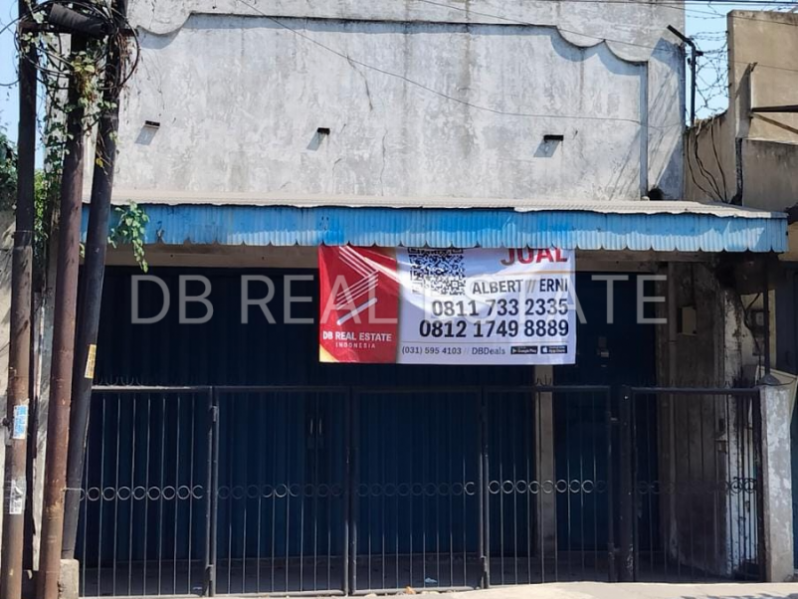 JUAL
ALBERT // ERNI
0811 733 2335
0812 1749 8889
DB REAL ESTATE
INDONESIA
(031) 595 4103 // DBDeals
DB REAL ESTATE